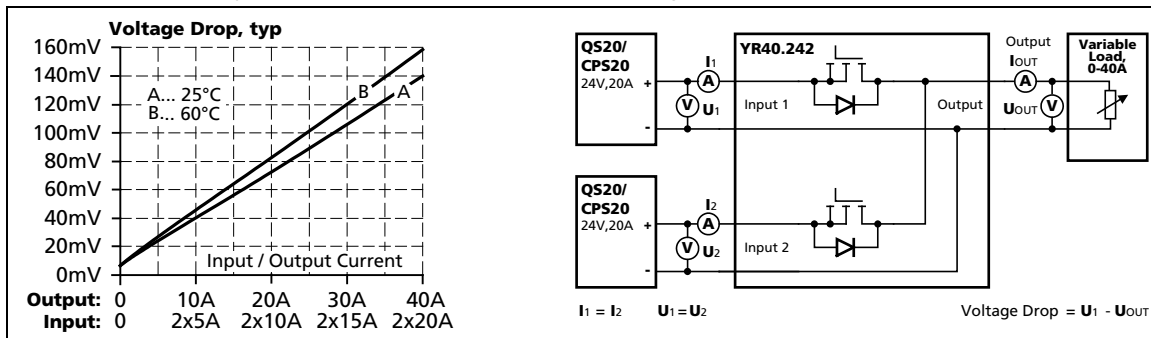 Voltage Drop, typ
160mV
140mV
120mV
100mV
80mV
60mV
40mV
20mV
0mV
A... 25°C
B... 60°C
B
A
Input / Output Current
Output: 0 10A 20A 30A 40A
Input: 0 2x5A 2x10A 2x15A 2x20A
QS20/
CPS20
24V,20A
+
-
I1
A
V
U1
YR40.242
Input 1
Output
Output
IOUT
A
UOUT
V
Variable
Load,
0-40A
QS20/
CPS20
24V,20A
+
-
I2
A
V
U2
Input 2
I1 = I2 U1 = U2
Voltage Drop = U1 - UOUT